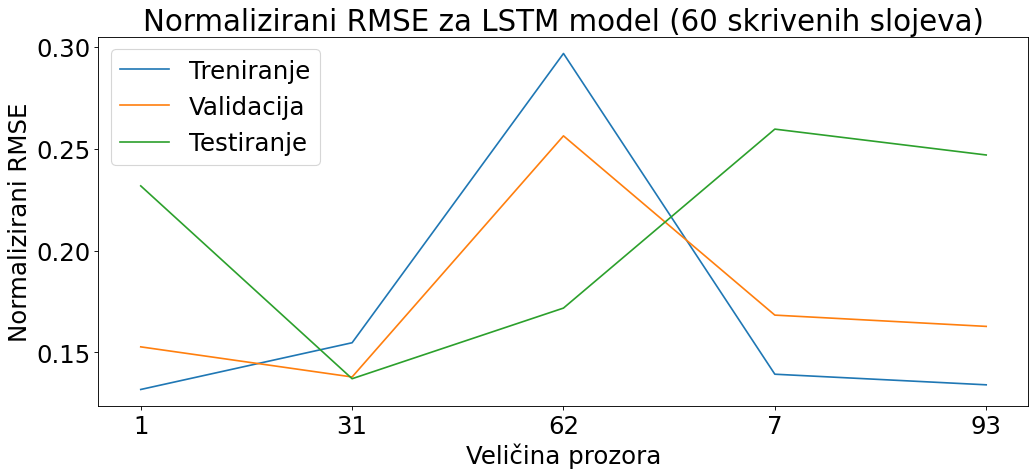 Normalizirani RMSE za LSTM model (60 skrivenih slojeva)
0.30
0.25
0.20
0.15
Normalizirani RMSE
Treniranje
Validacija
Testiranje
1 31 62 7 93
Veličina prozora